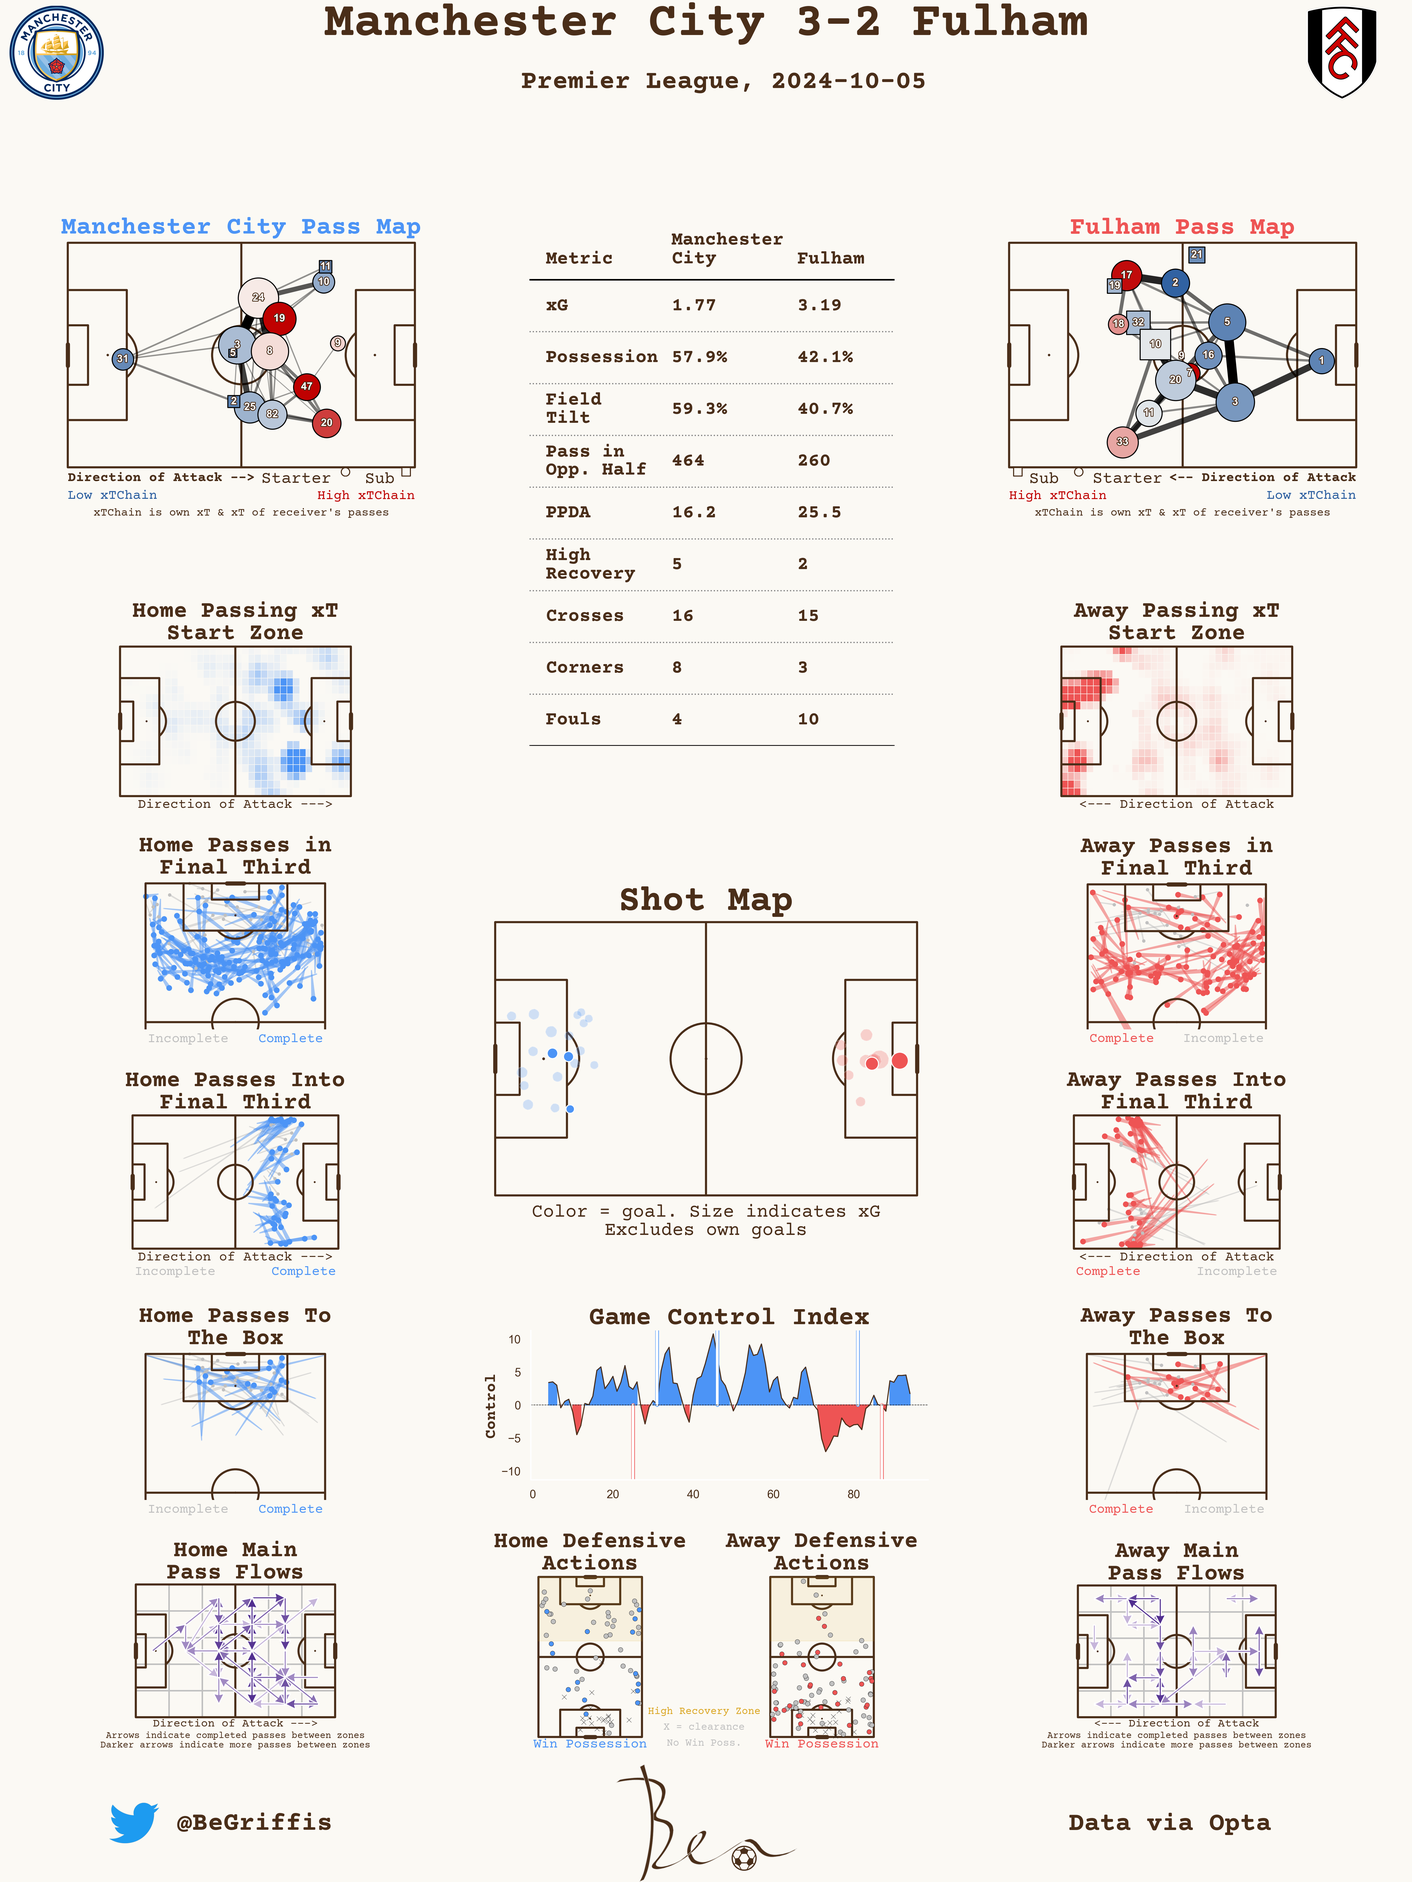 Manchester City 3-2 Fulham
Premier League, 2024-10-05
MANCHESTER
18 94
CITY
FFC
Manchester City Pass Map
11
10
24
19
3
5
8
9
31
47
2
25
82
20
Direction of Attack --> Starter Sub
Low xTChain High xTChain
xTChain is own xT & xT of receiver's passes
Metric Manchester City Fulham
xG 1.77 3.19
Possession 57.9% 42.1%
Field Tilt 59.3% 40.7%
Pass in Opp. Half 464 260
PPDA 16.2 25.5
High Recovery 5 2
Crosses 16 15
Corners 8 3
Fouls 4 10
Fulham Pass Map
21
17
19
2
18
32
5
10
9
16
1
7
20
3
11
33
Sub Starter <-- Direction of Attack
High xTChain Low xTChain
xTChain is own xT & xT of receiver's passes
Home Passing xT
Start Zone
Direction of Attack --->
Away Passing xT
Start Zone
<--- Direction of Attack
Home Passes in
Final Third
Incomplete Complete
Away Passes in
Final Third
Complete Incomplete
Shot Map
Color = goal. Size indicates xG
Excludes own goals
Home Passes Into
Final Third
Direction of Attack --->
Incomplete Complete
Away Passes Into
Final Third
<--- Direction of Attack
Complete Incomplete
Home Passes To
The Box
Incomplete Complete
Game Control Index
Control
10
5
0
−5
−10
0 20 40 60 80
Away Passes To
The Box
Complete Incomplete
Home Main
Pass Flows
Direction of Attack --->
Arrows indicate completed passes between zones
Darker arrows indicate more passes between zones
Home Defensive
Actions
Win Possession
High Recovery Zone
X = clearance
No Win Poss.
Away Defensive
Actions
Win Possession
Away Main
Pass Flows
<--- Direction of Attack
Arrows indicate completed passes between zones
Darker arrows indicate more passes between zones
@BeGriffis
Ben
Data via Opta